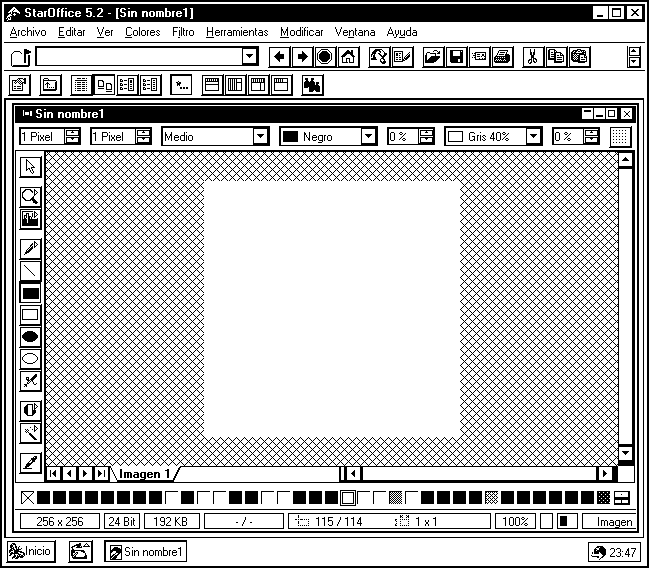 StarOffice 5.2 - [Sin nombre1]
Archivo Editar Ver Colores Filtro Herramientas Modificar Ventana Ayuda
Sin nombre1
1 Pixel 1 Pixel Medio Negro 0 % Gris 40% 0 %
Imagen 1
256 x 256 24 Bit 192 KB - / - 115 / 114 1 x 1 100% Imagen
Inicio Sin nombre1 23:47